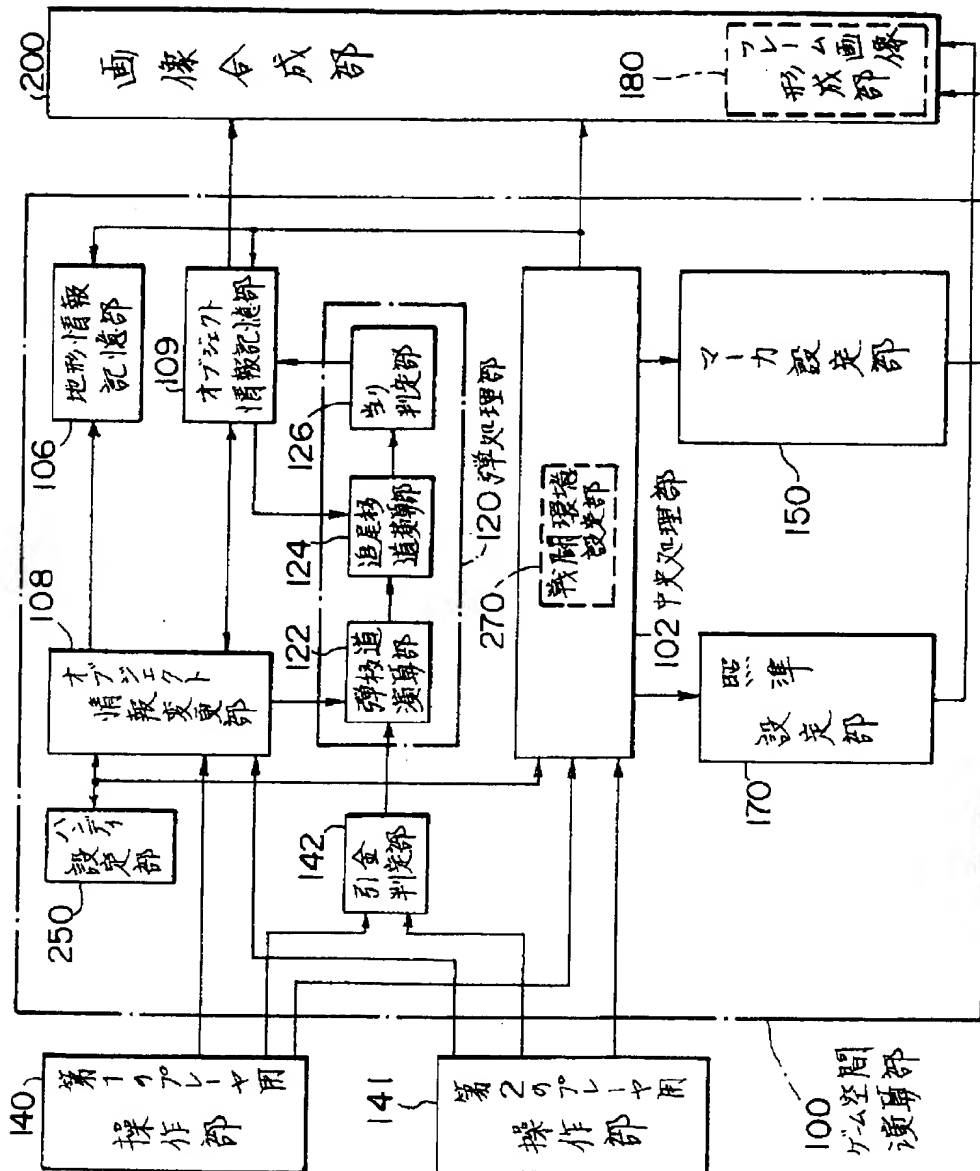 200
画像合成部
180
フレーム画像
形成部
106
地形情報
記憶部
109
オブジェクト
情報記憶部
108
オブジェクト
情報変更部
250
ハンディ
設定部
126
当り
判定部
124
追尾移
道演算部
122
弾移道
演算部
120 弾処理部
142
引金
判定部
270
戦闘環境
設定部
102 中央処理部
150
マーカ設定部
170
照準
設定部
140
第1のプレーヤ用
操作部
141
第2のプレーヤ用
操作部
100
ゲーム空間
演算部